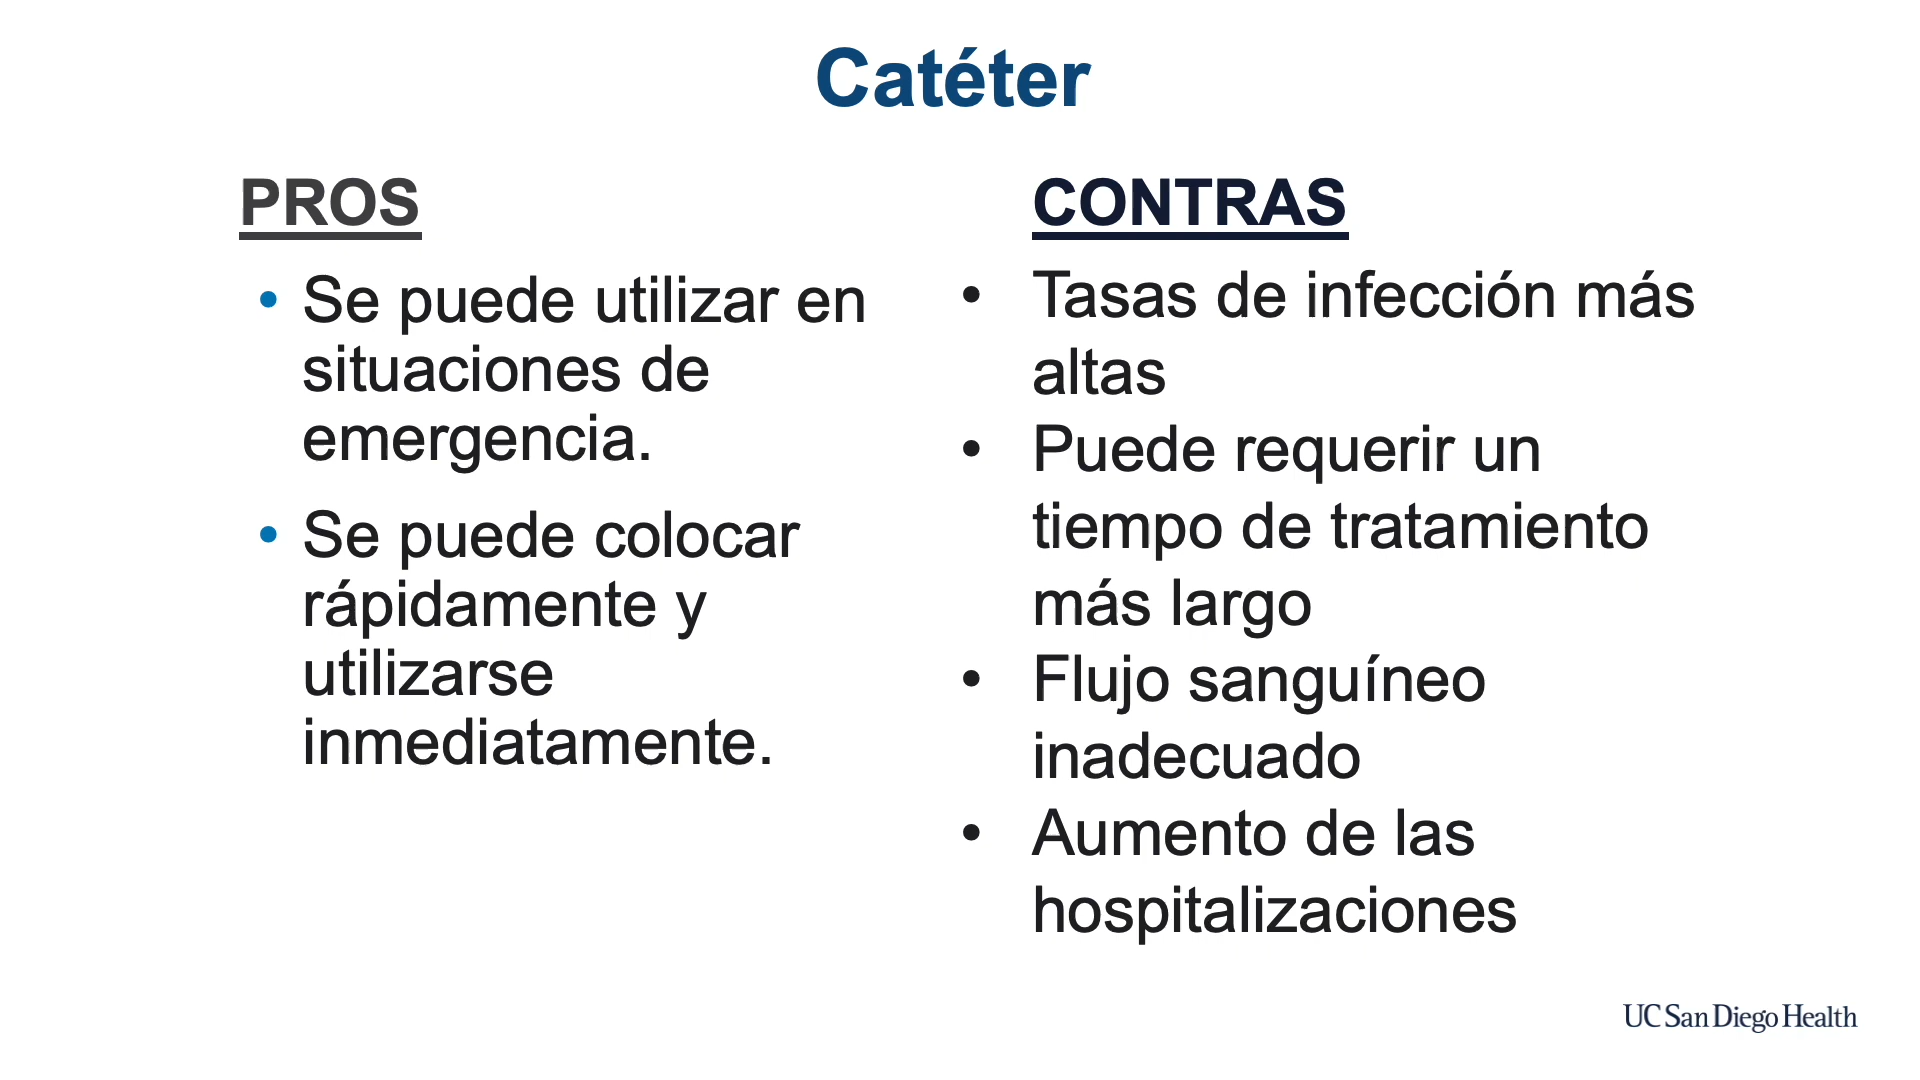 Catéter
PROS
• Se puede utilizar en
situaciones de
emergencia.
• Se puede colocar
rápidamente y
utilizarse
inmediatamente.
CONTRAS
• Tasas de infección más
altas
• Puede requerir un
tiempo de tratamiento
más largo
• Flujo sanguíneo
inadecuado
• Aumento de las
hospitalizaciones
UC San Diego Health